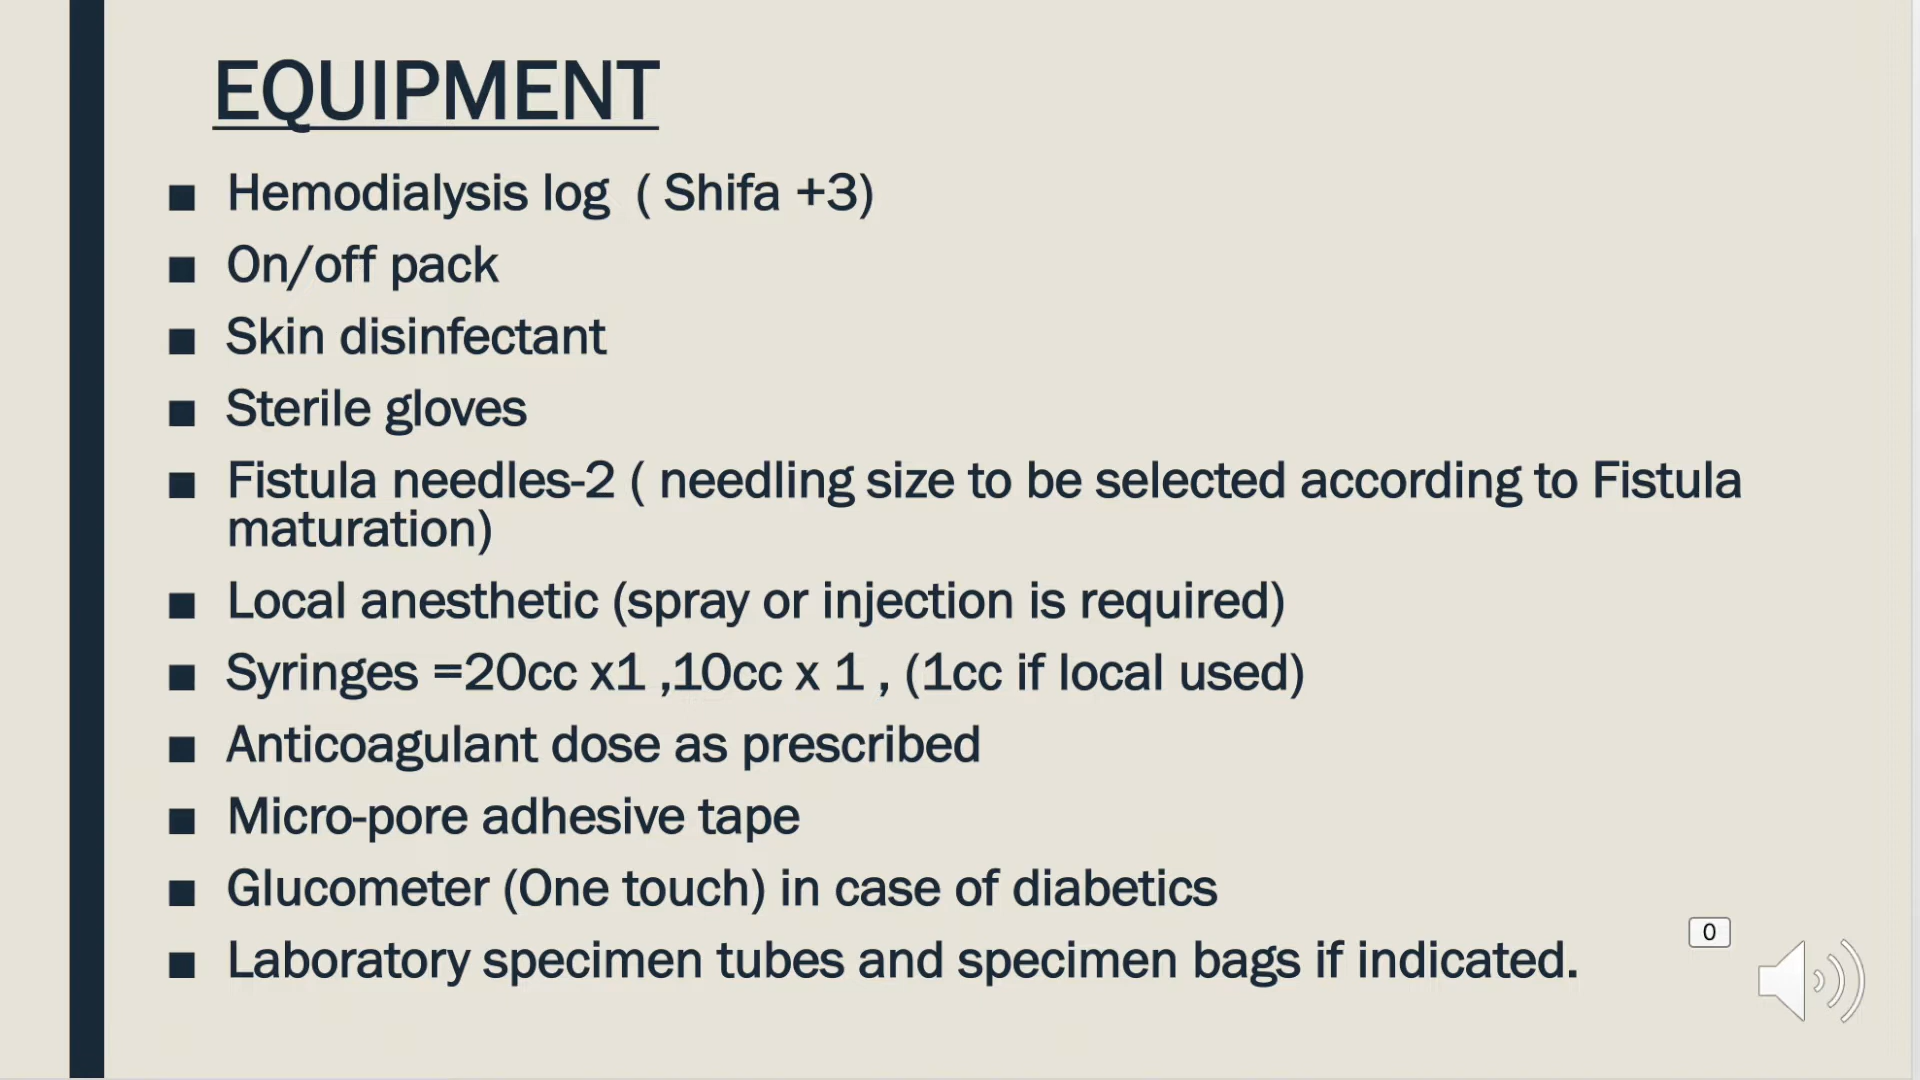 EQUIPMENT
■ Hemodialysis log ( Shifa +3)
■ On/off pack
■ Skin disinfectant
■ Sterile gloves
■ Fistula needles-2 ( needling size to be selected according to Fistula
maturation)
■ Local anesthetic (spray or injection is required)
■ Syringes =20cc x1 ,10cc x 1 , (1cc if local used)
■ Anticoagulant dose as prescribed
■ Micro-pore adhesive tape
■ Glucometer (One touch) in case of diabetics
■ Laboratory specimen tubes and specimen bags if indicated.
0